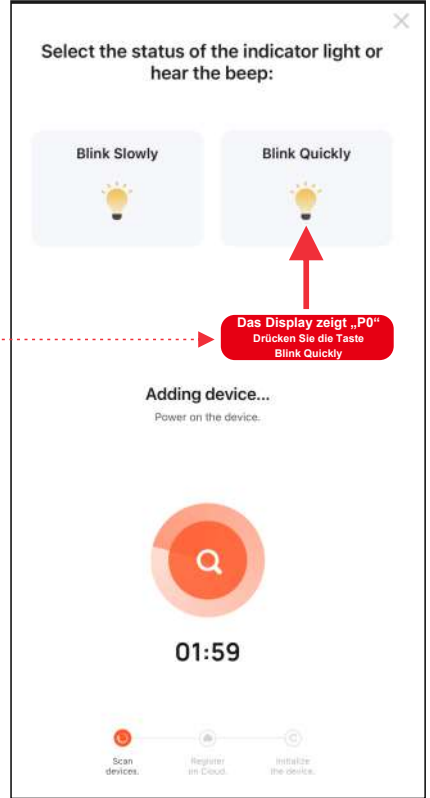 Select the status of the indicator light or
hear the beep:
Blink Slowly
Blink Quickly
Das Display zeigt „P0“
Drücken Sie die Taste
Blink Quickly
Adding device...
Power on the device.
01:59
Scan
devices.
Register
on Cloud.
Initialize
the device.